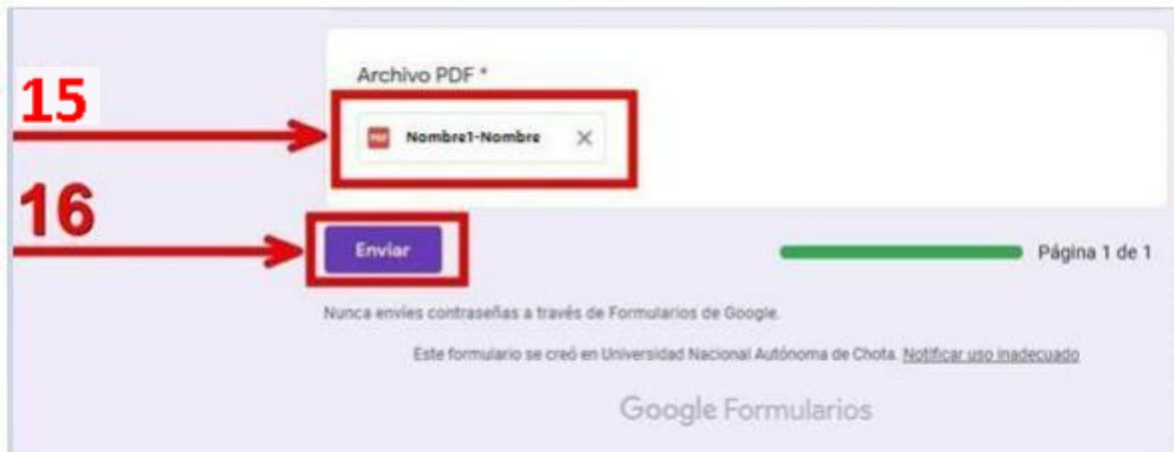 Archivo PDF *
15
PDF Nombre1-Nombre
16
Enviar
Página 1 de 1
Nunca envíes contraseñas a través de Formularios de Google.
Este formulario se creó en Universidad Nacional Autónoma de Chota. Notificar uso inadecuado
Google Formularios